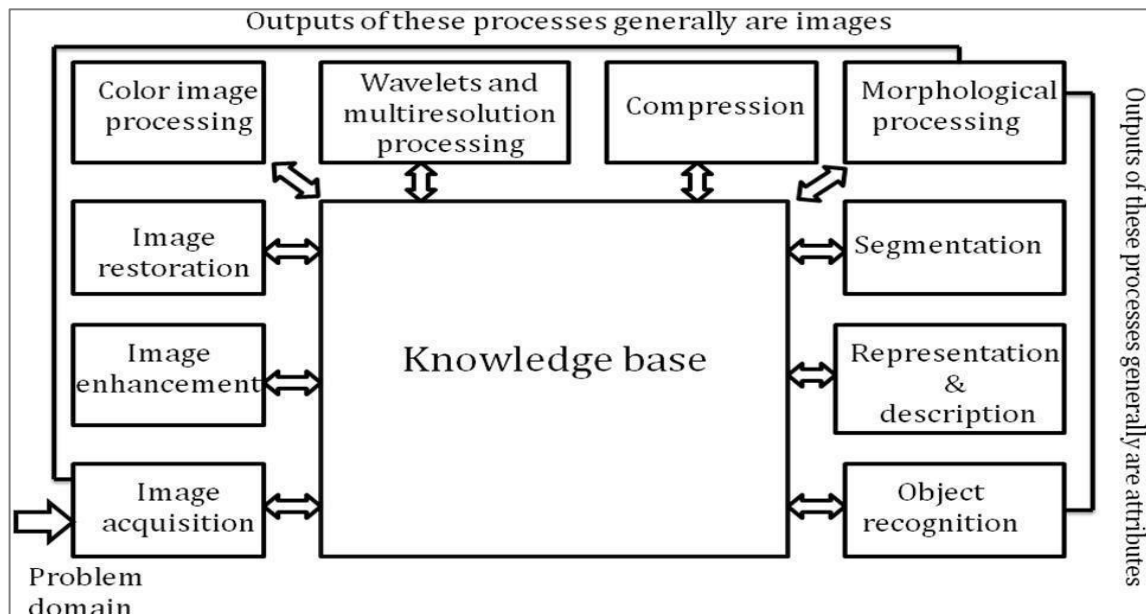 Outputs of these processes generally are images
Color image
processing
Wavelets and
multiresolution
processing
Compression
Morphological
processing
Outputs of these processes generally are attributes
Image
restoration
Segmentation
Knowledge base
Image
enhancement
Representation
&
description
Image
acquisition
Object
recognition
Problem
domain